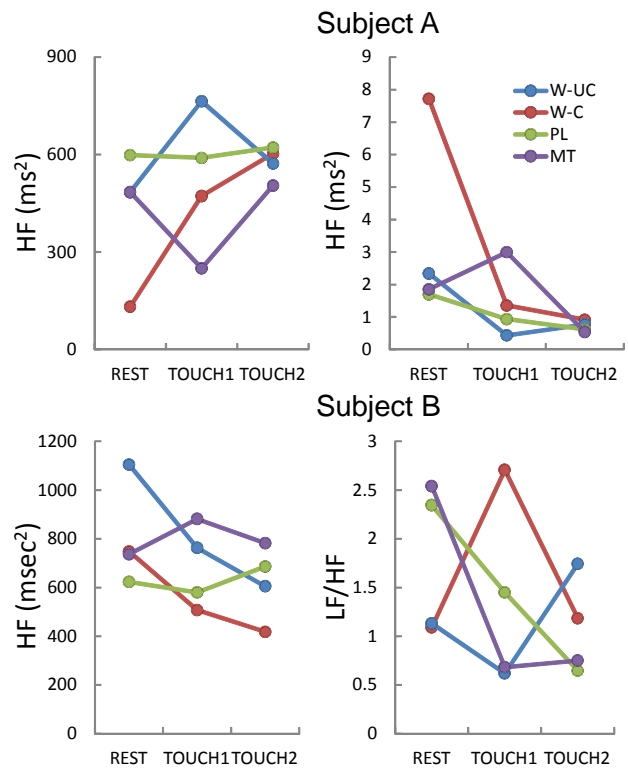 Subject A
HF (ms²)
900
600
300
0
REST TOUCH1 TOUCH2
HF (ms²)
9
8
7
6
5
4
3
2
1
0
REST TOUCH1 TOUCH2
W-UC
W-C
PL
MT
Subject B
HF (msec²)
1200
1000
800
600
400
200
0
REST TOUCH1 TOUCH2
LF/HF
3
2.5
2
1.5
1
0.5
0
REST TOUCH1 TOUCH2